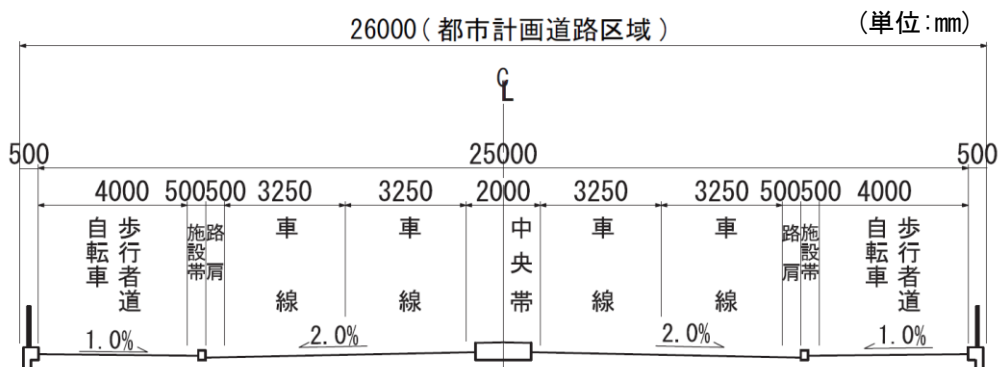 26000(都市計画道路区域)
(単位:mm)
CL
500
25000
500
4000
500
500
3250
3250
2000
3250
3250
500
500
4000
自転車
歩行者道
施設帯
路肩
車線
車線
中央帯
車線
車線
路肩
施設帯
自転車
歩行者道
1.0%
2.0%
2.0%
1.0%